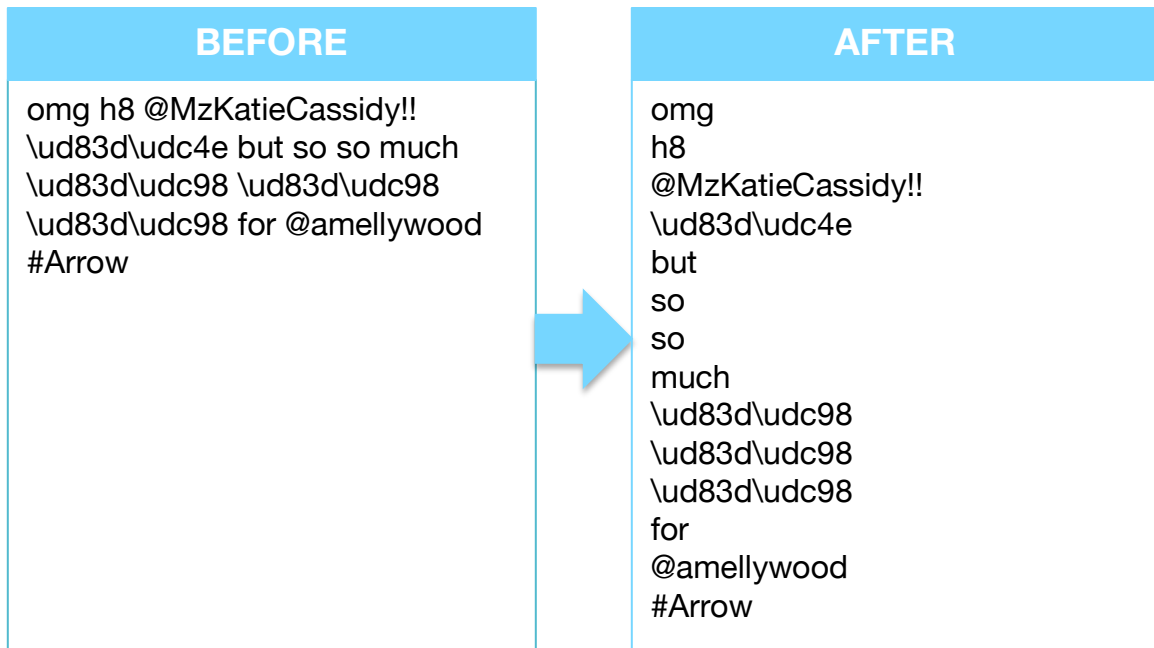 BEFORE
omg h8 @MzKatieCassidy!!
\ud83d\udc4e but so so much
\ud83d\udc98 \ud83d\udc98
\ud83d\udc98 for @amellywood
#Arrow
AFTER
omg
h8
@MzKatieCassidy!!
\ud83d\udc4e
but
so
so
much
\ud83d\udc98
\ud83d\udc98
\ud83d\udc98
for
@amellywood
#Arrow